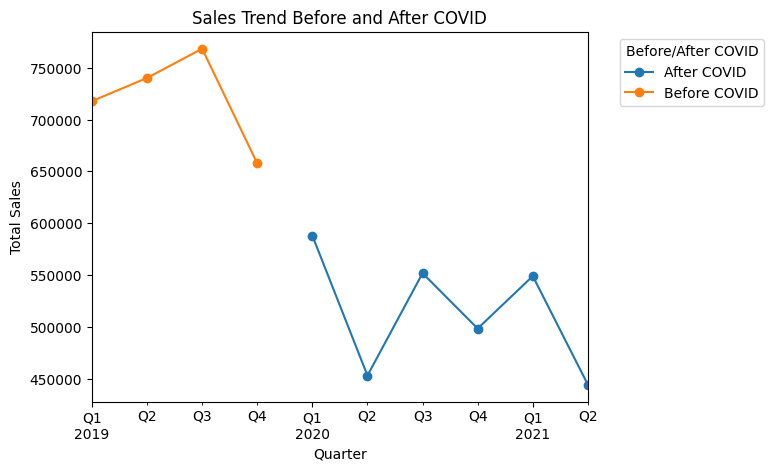 Sales Trend Before and After COVID
Before/After COVID
After COVID
Before COVID
Total Sales
750000
700000
650000
600000
550000
500000
450000
Q1 Q2 Q3 Q4 Q1 Q2 Q3 Q4 Q1 Q2
2019 2020 2021
Quarter